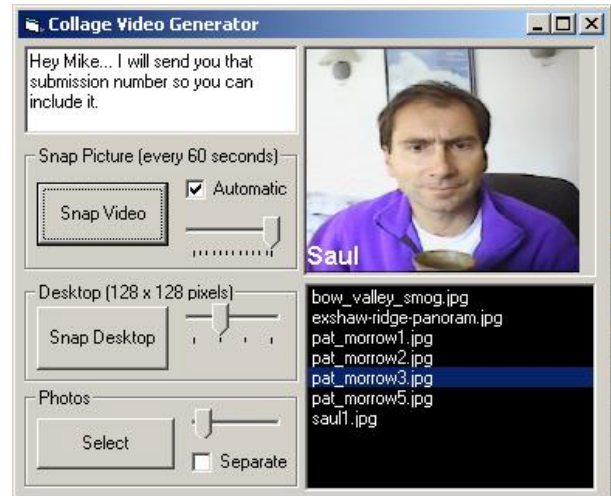 Collage Video Generator
Hey Mike... I will send you that
submission number so you can
include it.
Snap Picture (every 60 seconds)
Snap Video
Automatic
Saul
Desktop (128 x 128 pixels)
Snap Desktop
Photos
Select
Separate
bow_valley_smog.jpg
exshaw-ridge-panoram.jpg
pat_morrow1.jpg
pat_morrow2.jpg
pat_morrow3.jpg
pat_morrow5.jpg
saul1.jpg